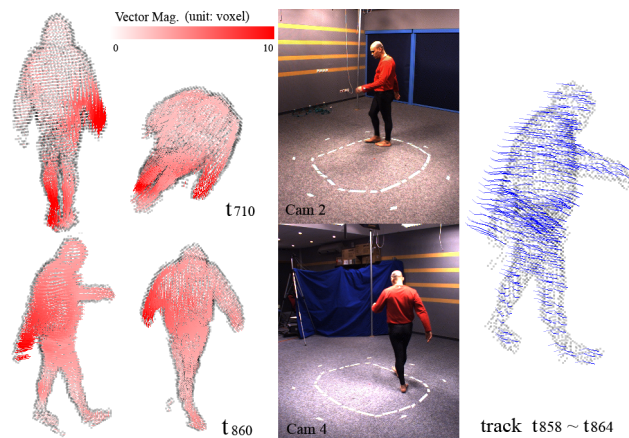 Vector Mag. (unit: voxel)
0 10
t710
Cam 2
t860
Cam 4
track t858 ~ t864